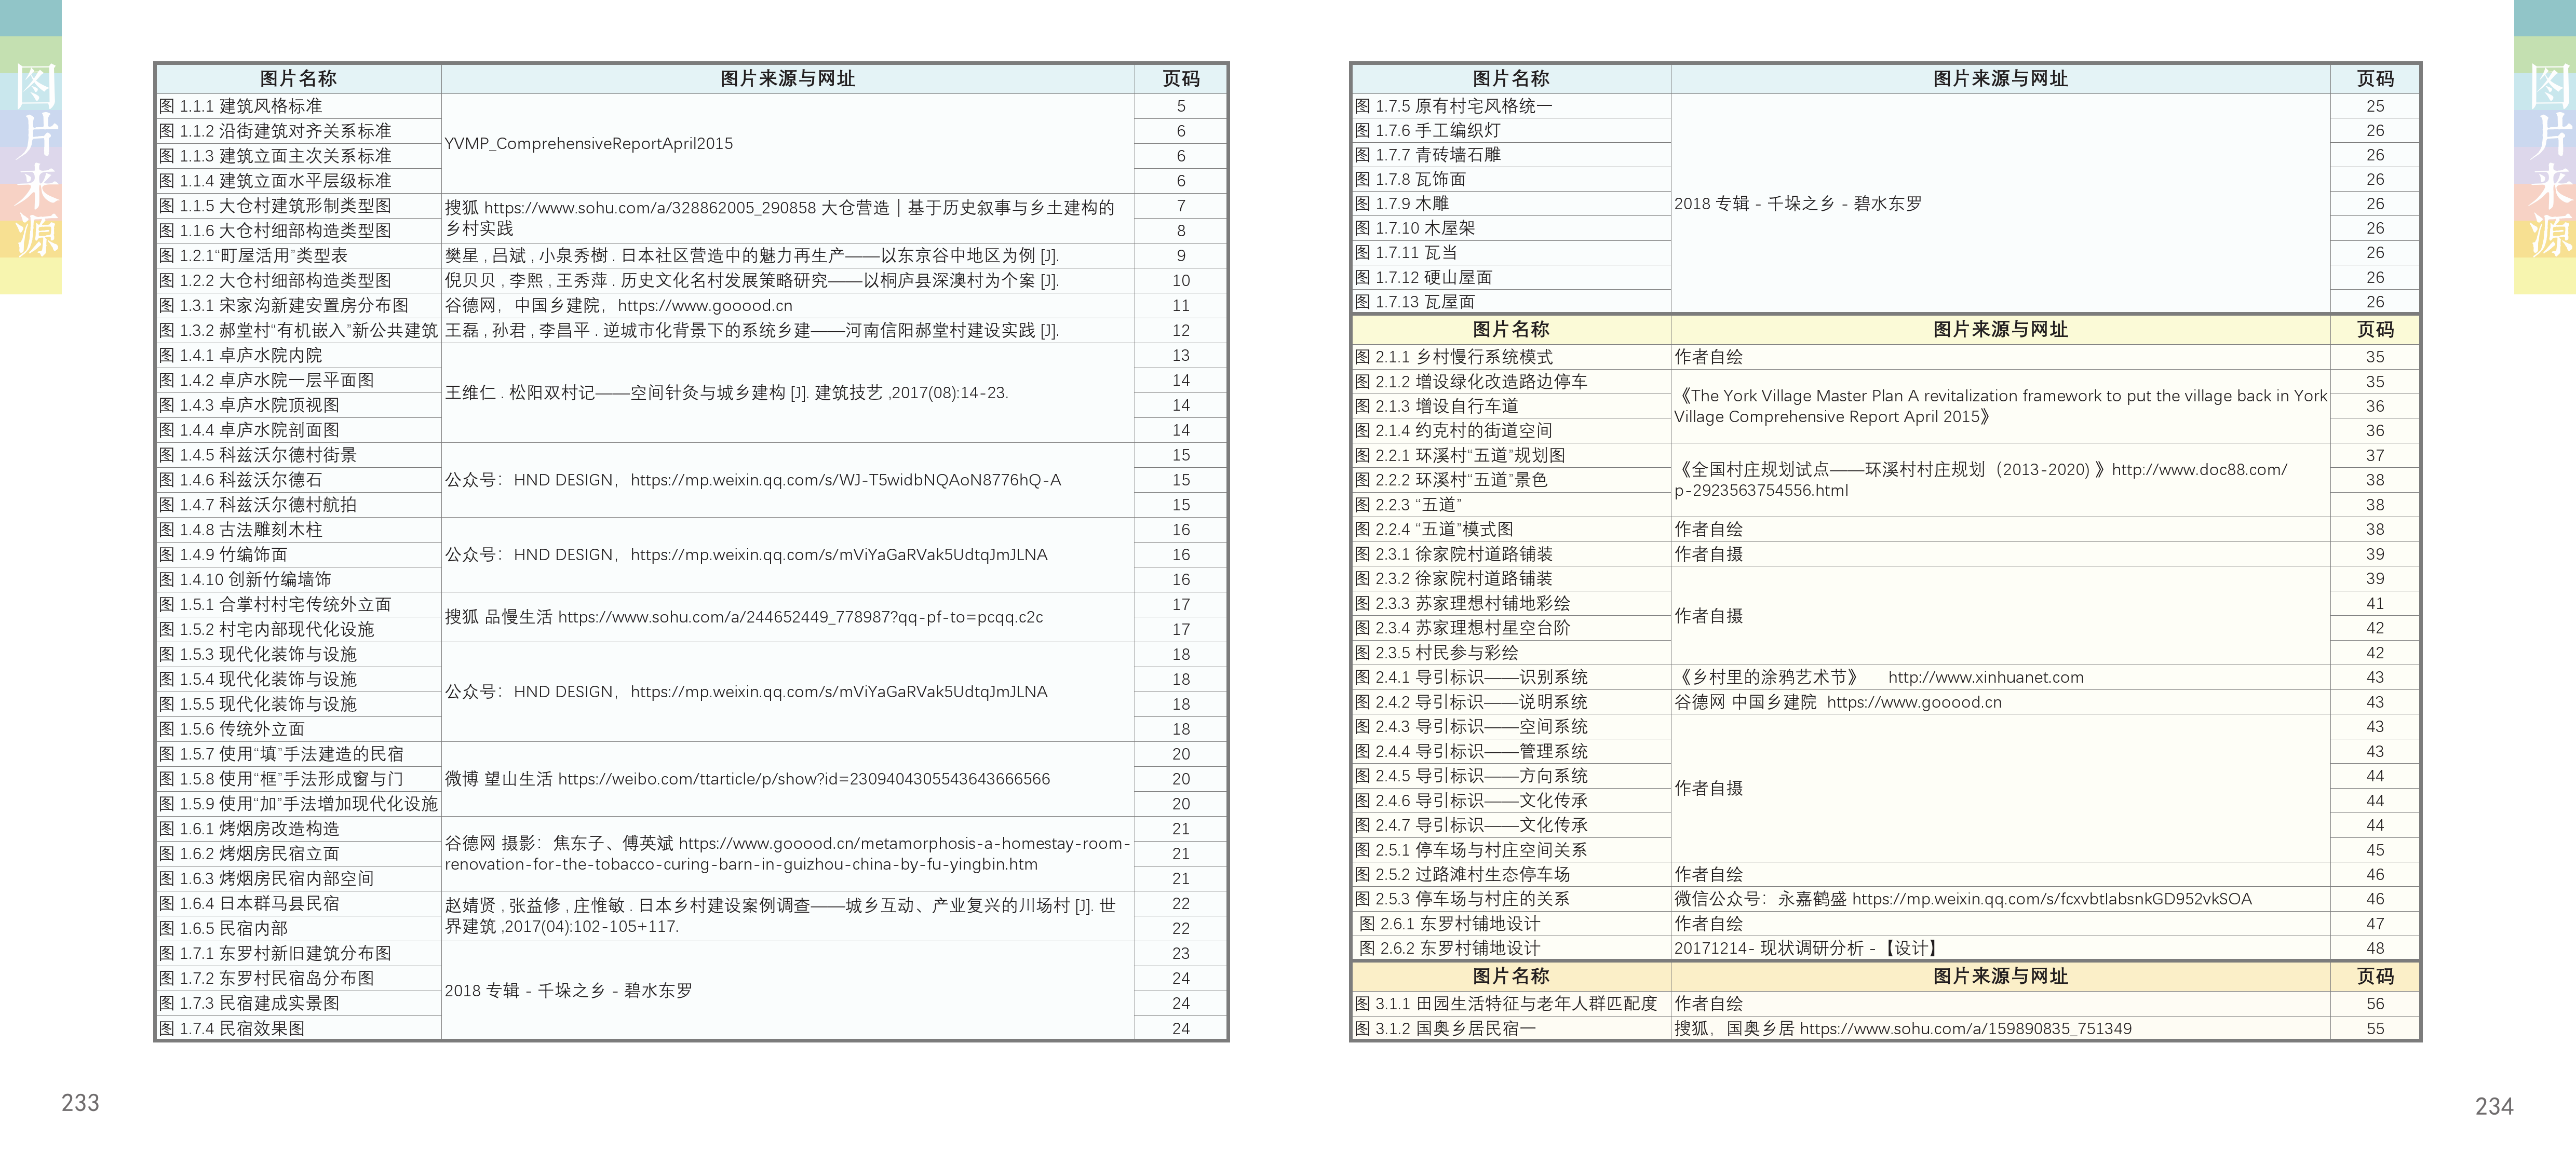 图片来源
图片名称 图片来源与网址 页码
图 1.1.1 建筑风格标准 YVMP_ComprehensiveReportApril2015 5
图 1.1.2 沿街建筑对齐关系标准 6
图 1.1.3 建筑立面主次关系标准 6
图 1.1.4 建筑立面水平层级标准 6
图 1.1.5 大仓村建筑形制类型图 搜狐 https://www.sohu.com/a/328862005_290858 大仓营造｜基于历史叙事与乡土建构的 7
图 1.1.6 大仓村细部构造类型图 乡村实践 8
图 1.2.1“町屋活用”类型表 樊星 , 吕斌 , 小泉秀樹 . 日本社区营造中的魅力再生产——以东京谷中地区为例 [J]. 9
图 1.2.2 大仓村细部构造类型图 倪贝贝 , 李熙 , 王秀萍 . 历史文化名村发展策略研究——以桐庐县深澳村为个案 [J]. 10
图 1.3.1 宋家沟新建安置房分布图 谷德网，中国乡建院，https://www.gooood.cn 11
图 1.3.2 郝堂村“有机嵌入”新公共建筑 王磊 , 孙君 , 李昌平 . 逆城市化背景下的系统乡建——河南信阳郝堂村建设实践 [J]. 12
图 1.4.1 卓庐水院内院 王维仁 . 松阳双村记——空间针灸与城乡建构 [J]. 建筑技艺 ,2017(08):14-23. 13
图 1.4.2 卓庐水院一层平面图 14
图 1.4.3 卓庐水院顶视图 14
图 1.4.4 卓庐水院剖面图 14
图 1.4.5 科兹沃尔德村街景 15
图 1.4.6 科兹沃尔德石 公众号：HND DESIGN，https://mp.weixin.qq.com/s/WJ-T5widbNQAoN8776hQ-A 15
图 1.4.7 科兹沃尔德村航拍 15
图 1.4.8 古法雕刻木柱 16
图 1.4.9 竹编饰面 公众号：HND DESIGN，https://mp.weixin.qq.com/s/mViYaGaRVak5UdtqJmJLNA 16
图 1.4.10 创新竹编墙饰 16
图 1.5.1 合掌村村宅传统外立面 搜狐 品慢生活 https://www.sohu.com/a/244652449_778987?qq-pf-to=pcqq.c2c 17
图 1.5.2 村宅内部现代化设施 17
图 1.5.3 现代化装饰与设施 公众号：HND DESIGN，https://mp.weixin.qq.com/s/mViYaGaRVak5UdtqJmJLNA 18
图 1.5.4 现代化装饰与设施 18
图 1.5.5 现代化装饰与设施 18
图 1.5.6 传统外立面 18
图 1.5.7 使用“填”手法建造的民宿 20
图 1.5.8 使用“框”手法形成窗与门 微博 望山生活 https://weibo.com/ttarticle/p/show?id=2309404305543643666566 20
图 1.5.9 使用“加”手法增加现代化设施 20
图 1.6.1 烤烟房改造构造 谷德网 摄影：焦东子、傅英斌 https://www.gooood.cn/metamorphosis-a-homestay-room- 21
图 1.6.2 烤烟房民宿立面 renovation-for-the-tobacco-curing-barn-in-guizhou-china-by-fu-yingbin.htm 21
图 1.6.3 烤烟房民宿内部空间 21
图 1.6.4 日本群马县民宿 赵婧贤 , 张益修 , 庄惟敏 . 日本乡村建设案例调查——城乡互动、产业复兴的川场村 [J]. 世 22
图 1.6.5 民宿内部 界建筑 ,2017(04):102-105+117. 22
图 1.7.1 东罗村新旧建筑分布图 2018 专辑 - 千垛之乡 - 碧水东罗 23
图 1.7.2 东罗村民宿岛分布图 24
图 1.7.3 民宿建成实景图 24
图 1.7.4 民宿效果图 24
233
图片名称 图片来源与网址 页码
图 1.7.5 原有村宅风格统一 25
图 1.7.6 手工编织灯 26
图 1.7.7 青砖墙石雕 26
图 1.7.8 瓦饰面 26
图 1.7.9 木雕 2018 专辑 - 千垛之乡 - 碧水东罗 26
图 1.7.10 木屋架 26
图 1.7.11 瓦当 26
图 1.7.12 硬山屋面 26
图 1.7.13 瓦屋面 26
图片名称 图片来源与网址 页码
图 2.1.1 乡村慢行系统模式 作者自绘 35
图 2.1.2 增设绿化改造路边停车 《The York Village Master Plan A revitalization framework to put the village back in York 35
图 2.1.3 增设自行车道 Village Comprehensive Report April 2015》 36
图 2.1.4 约克村的街道空间 36
图 2.2.1 环溪村“五道”规划图 《全国村庄规划试点——环溪村村庄规划（2013-2020) 》http://www.doc88.com/ 37
图 2.2.2 环溪村“五道”景色 p-2923563754556.html 38
图 2.2.3 “五道” 38
图 2.2.4 “五道”模式图 作者自绘 38
图 2.3.1 徐家院村道路铺装 作者自摄 39
图 2.3.2 徐家院村道路铺装 作者自摄 39
图 2.3.3 苏家理想村铺地彩绘 41
图 2.3.4 苏家理想村星空台阶 42
图 2.3.5 村民参与彩绘 42
图 2.4.1 导引标识——识别系统 《乡村里的涂鸦艺术节》 http://www.xinhuanet.com 43
图 2.4.2 导引标识——说明系统 谷德网 中国乡建院 https://www.gooood.cn 43
图 2.4.3 导引标识——空间系统 43
图 2.4.4 导引标识——管理系统 43
图 2.4.5 导引标识——方向系统 作者自摄 44
图 2.4.6 导引标识——文化传承 44
图 2.4.7 导引标识——文化传承 44
图 2.5.1 停车场与村庄空间关系 45
图 2.5.2 过路滩村生态停车场 作者自绘 46
图 2.5.3 停车场与村庄的关系 微信公众号：永嘉鹤盛 https://mp.weixin.qq.com/s/fcxvbtIabsnkGD952vkSOA 46
图 2.6.1 东罗村铺地设计 作者自绘 47
图 2.6.2 东罗村铺地设计 20171214- 现状调研分析 -【设计】 48
图片名称 图片来源与网址 页码
图 3.1.1 田园生活特征与老年人群匹配度 作者自绘 56
图 3.1.2 国奥乡居民宿一 搜狐，国奥乡居 https://www.sohu.com/a/159890835_751349 55
234
图片来源